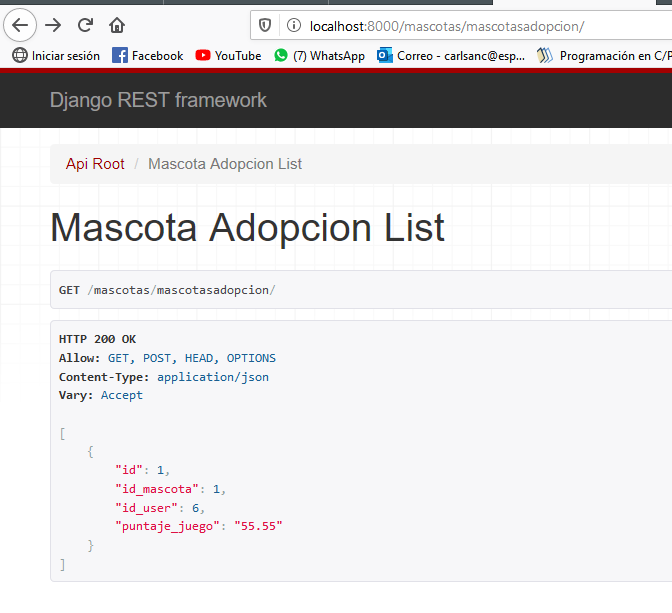 localhost:8000/mascotas/mascotasadopcion/
Iniciar sesión Facebook YouTube (7) WhatsApp Correo - carlsanc@esp... Programación en C/
Django REST framework
Api Root / Mascota Adopcion List
Mascota Adopcion List
GET /mascotas/mascotasadopcion/
HTTP 200 OK
Allow: GET, POST, HEAD, OPTIONS
Content-Type: application/json
Vary: Accept
[
{
"id": 1,
"id_mascota": 1,
"id_user": 6,
"puntaje_juego": "55.55"
}
]